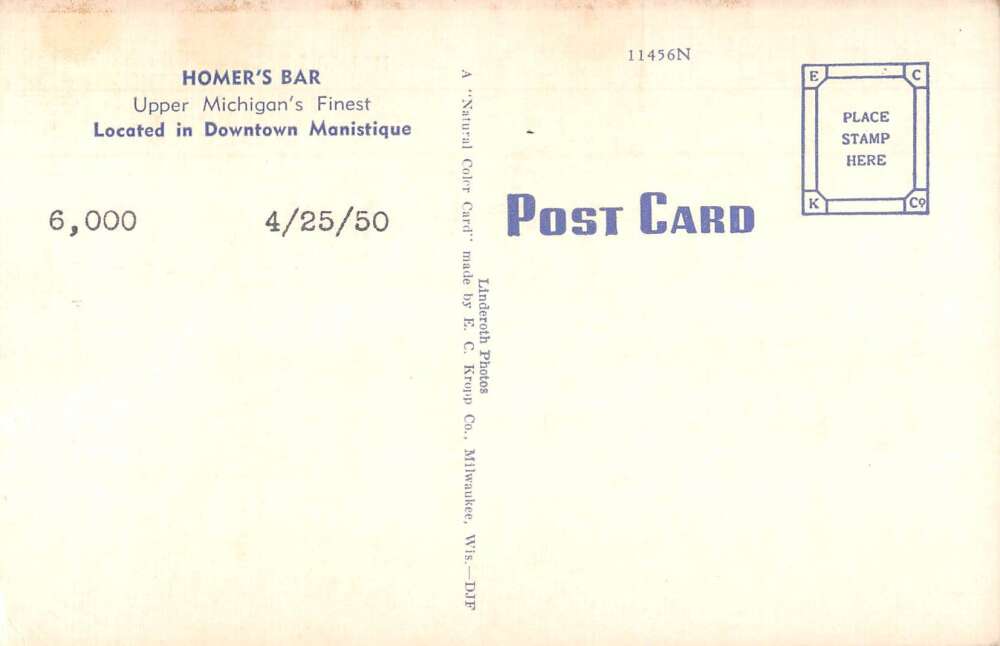 HOMER'S BAR
Upper Michigan's Finest
Located in Downtown Manistique
6,000 4/25/50
A "Natural Color Card" made by E. C. Kropp Co., Milwaukee, Wis.—DJF
Linderoth Photos
11456N
POST CARD
E C
PLACE
STAMP
HERE
K Co